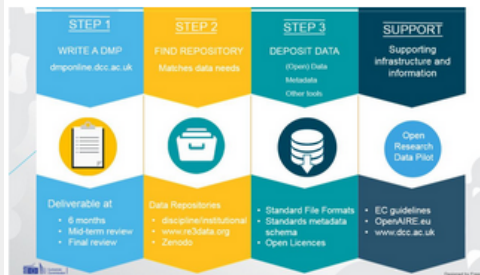 STEP 1
WRITE A DMP
dmponline.dcc.ac.uk
Deliverable at
• 6 months
• Mid-term review
• Final review
STEP 2
FIND REPOSITORY
Matches data needs
Data Repositories
• discipline/institutional
• www.re3data.org
• Zenodo
STEP 3
DEPOSIT DATA
(Open) Data
Metadata
Other tools
• Standard File Formats
• Standards metadata
schema
• Open Licences
SUPPORT
Supporting
infrastructure and
information
Open
Research
Data Pilot
• EC guidelines
• OpenAIRE.eu
• www.dcc.ac.uk